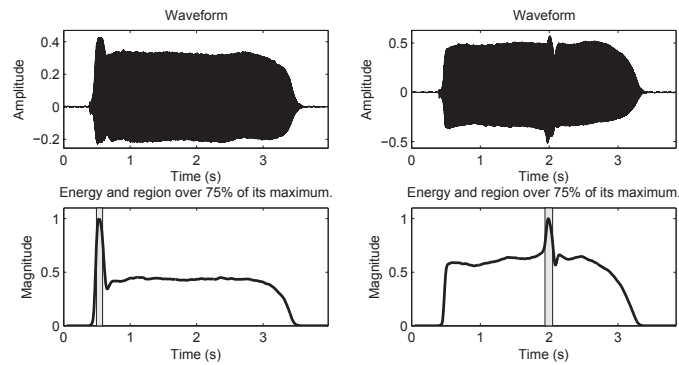 Waveform
Amplitude
0.4
0.2
0
−0.2
0 1 2 3
Time (s)
Waveform
Amplitude
0.5
0
−0.5
0 1 2 3
Time (s)
Energy and region over 75% of its maximum.
Magnitude
1
0.5
0
0 1 2 3
Time (s)
Energy and region over 75% of its maximum.
Magnitude
1
0.5
0
0 1 2 3
Time (s)